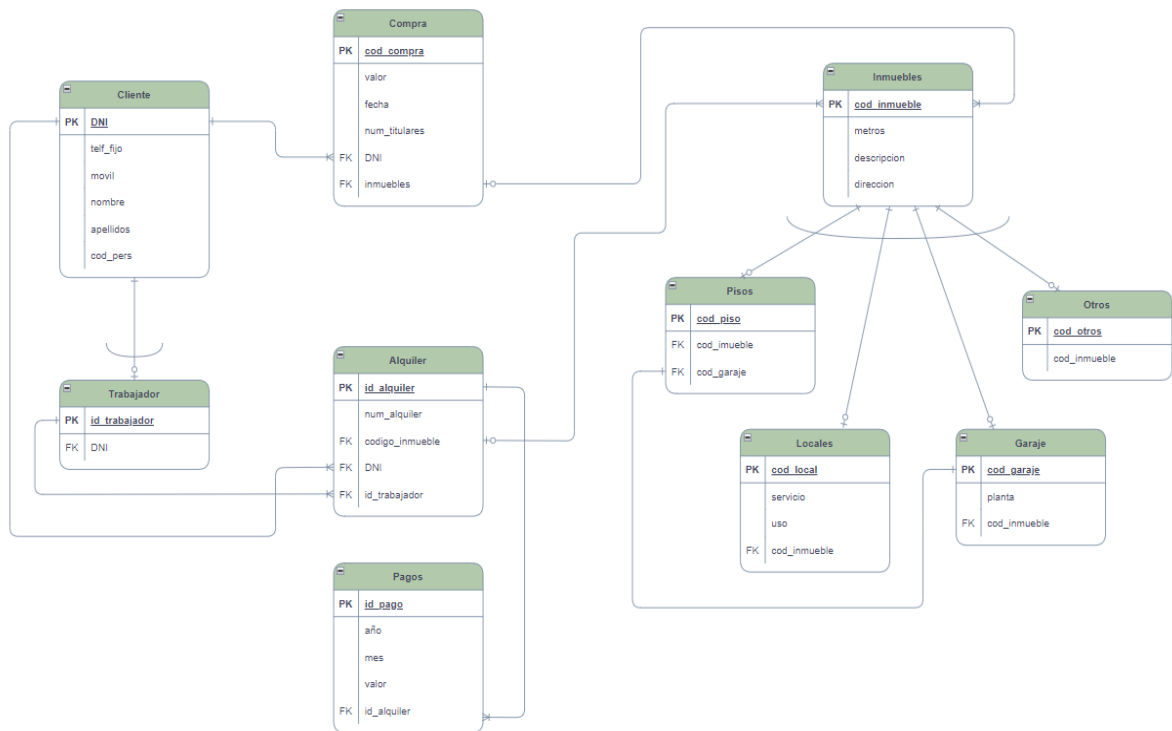 Compra
PK cod_compra
valor
fecha
num_titulares
FK DNI
FK inmuebles
Cliente
PK DNI
telf_fijo
movil
nombre
apellidos
cod_pers
Inmuebles
PK cod_inmueble
metros
descripcion
direccion
Pisos
PK cod_piso
FK cod_imueble
FK cod_garaje
Otros
PK cod_otros
cod_inmueble
Trabajador
PK id_trabajador
FK DNI
Alquiler
PK id_alquiler
num_alquiler
FK codigo_inmueble
FK DNI
FK id_trabajador
Locales
PK cod_local
servicio
uso
FK cod_inmueble
Garaje
PK cod_garaje
planta
FK cod_inmueble
Pagos
PK id_pago
año
mes
valor
FK id_alquiler